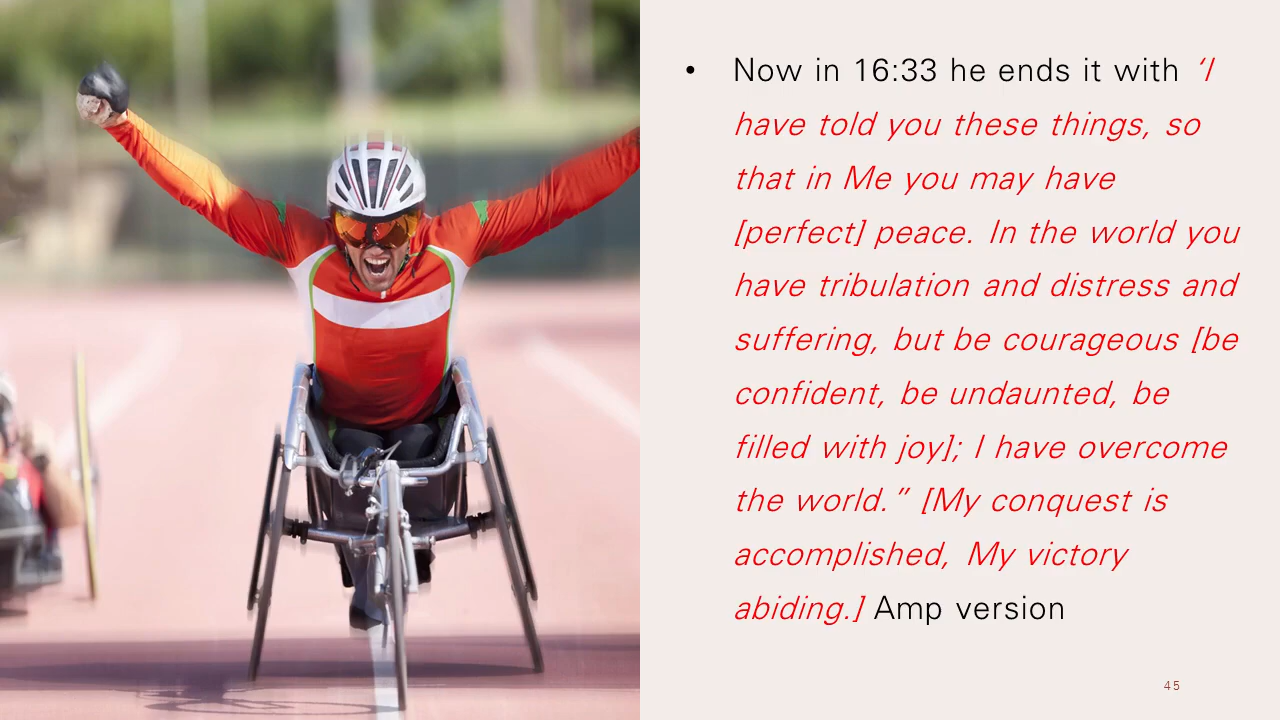 • Now in 16:33 he ends it with ‘I
have told you these things, so
that in Me you may have
[perfect] peace. In the world you
have tribulation and distress and
suffering, but be courageous [be
confident, be undaunted, be
filled with joy]; I have overcome
the world.” [My conquest is
accomplished, My victory
abiding.] Amp version
45